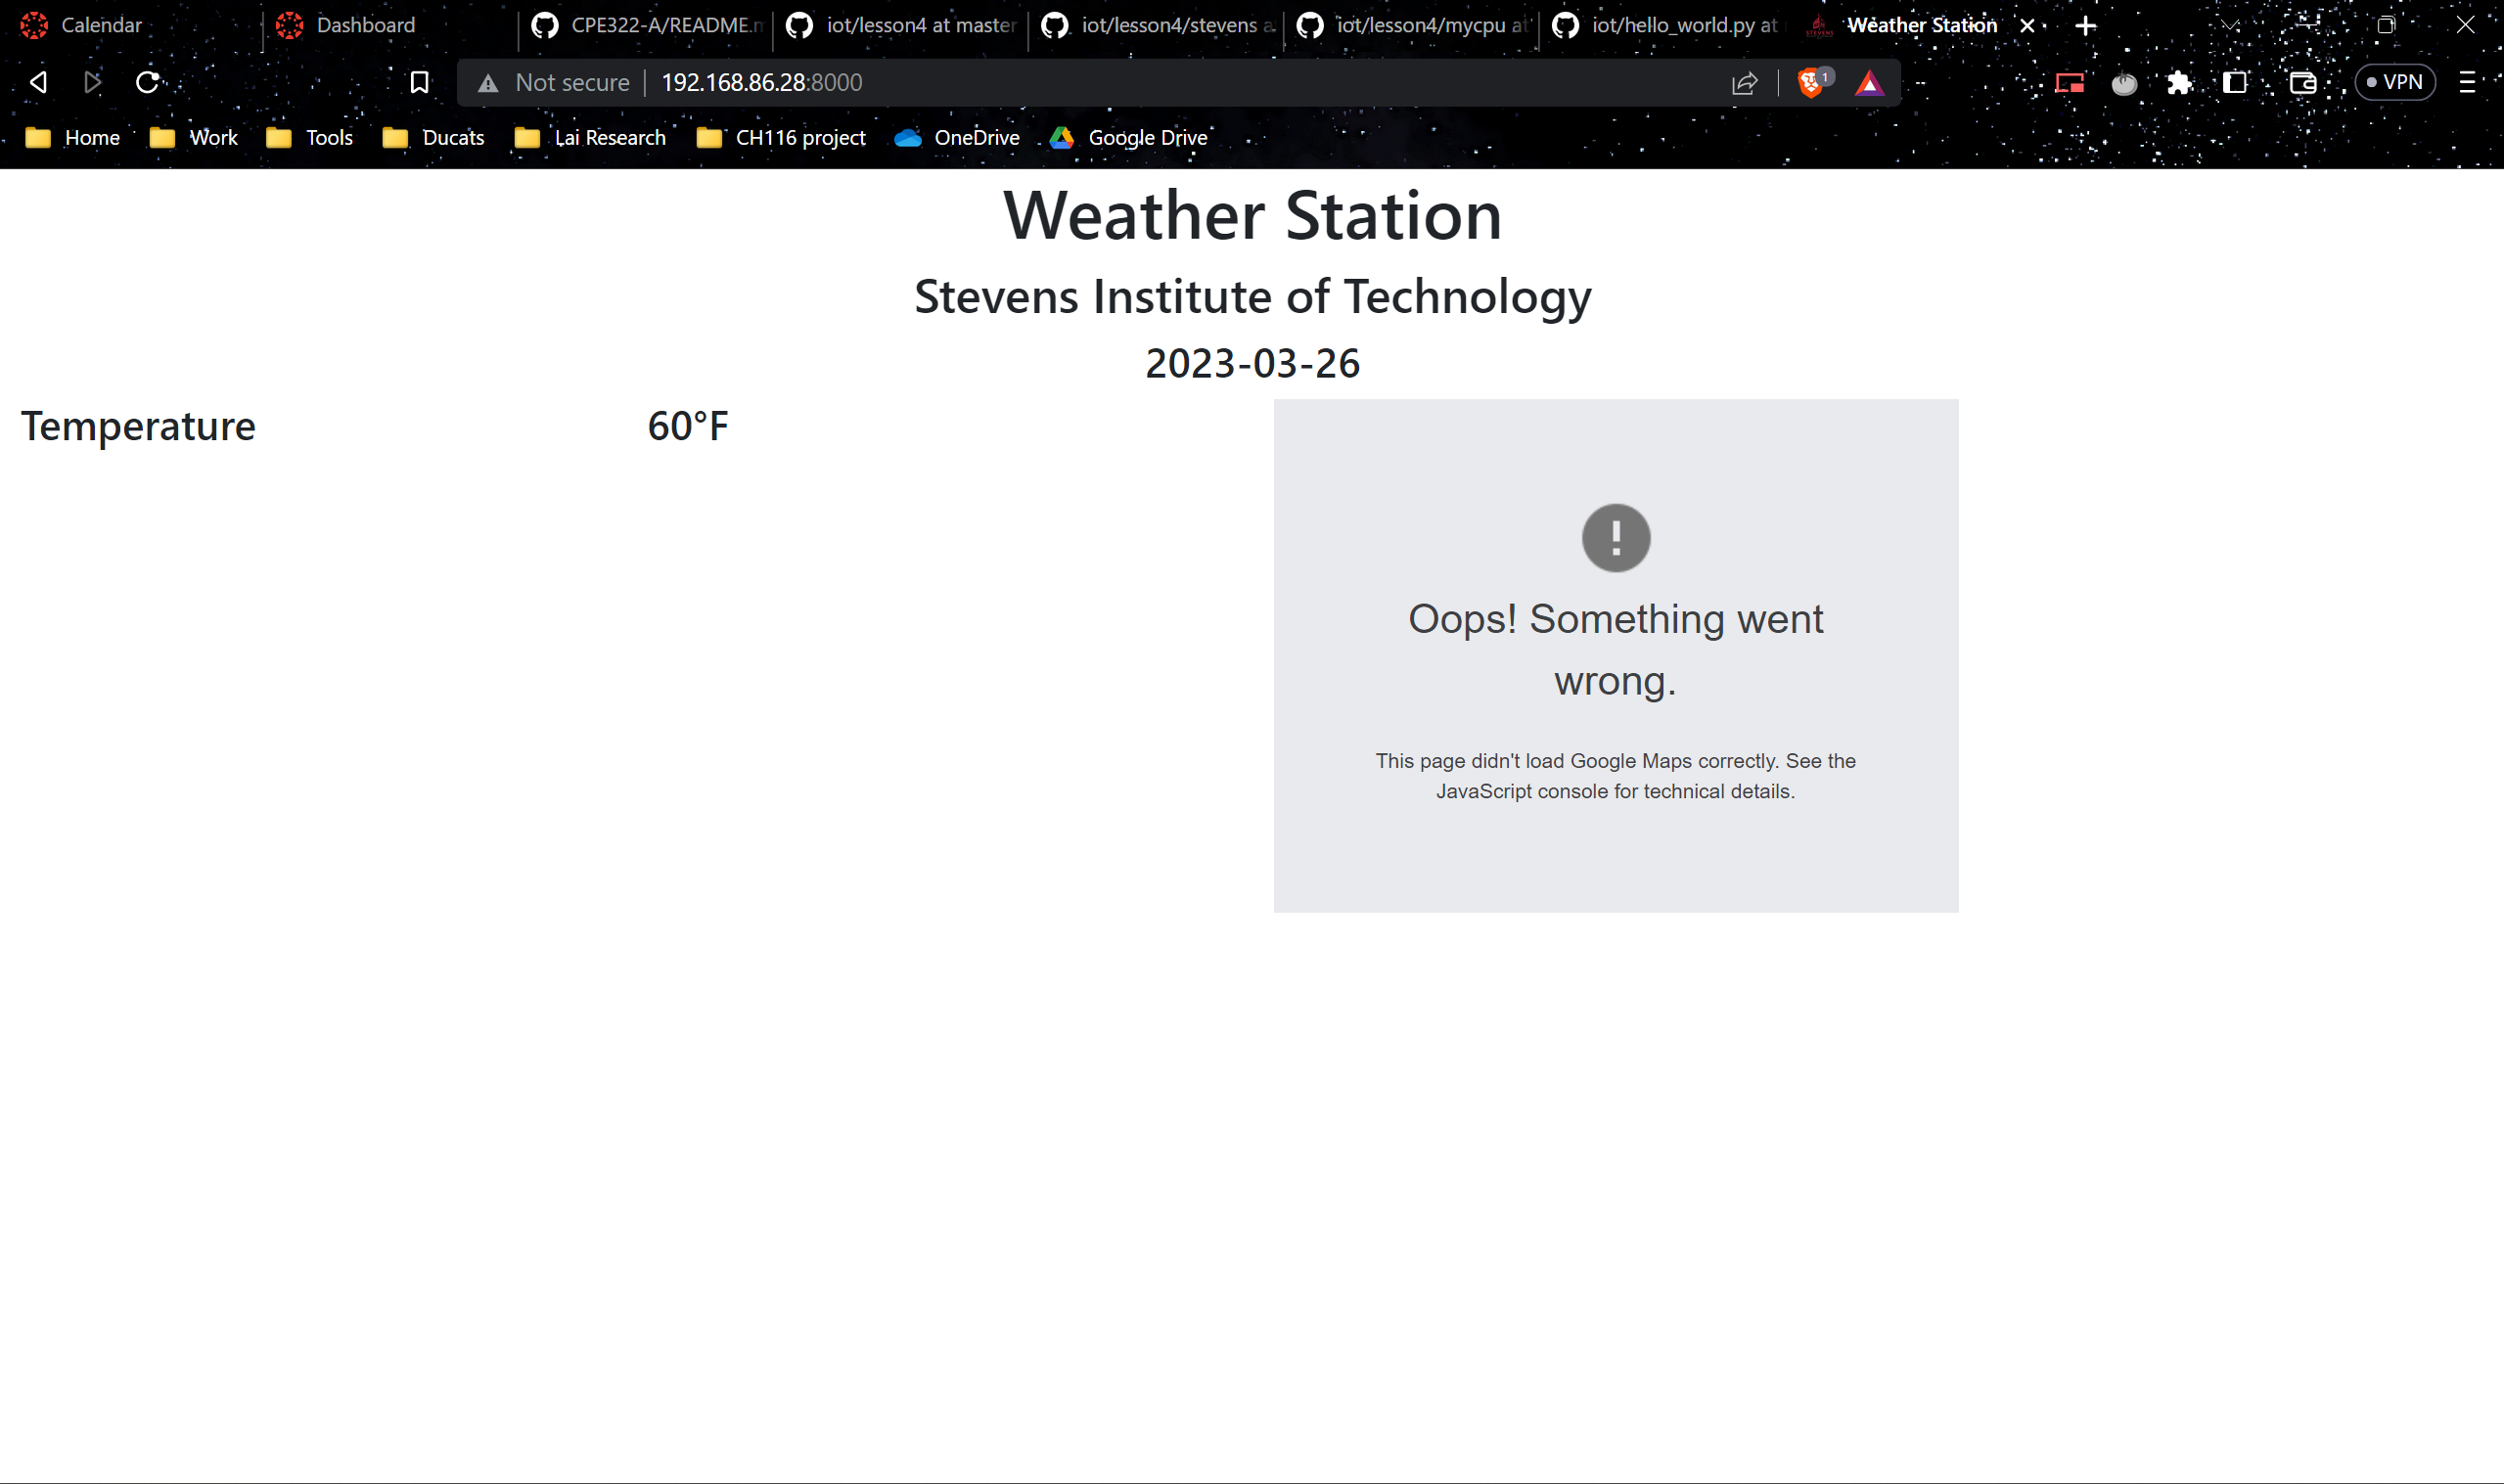 Calendar
Dashboard
CPE322-A/README.m
iot/lesson4 at master
iot/lesson4/stevens a
iot/lesson4/mycpu at
iot/hello_world.py at
Weather Station
Not secure
192.168.86.28:8000
1
VPN
Home
Work
Tools
Ducats
Lai Research
CH116 project
OneDrive
Google Drive
Weather Station
Stevens Institute of Technology
2023-03-26
Temperature
60°F
Oops! Something went
wrong.
This page didn't load Google Maps correctly. See the
JavaScript console for technical details.